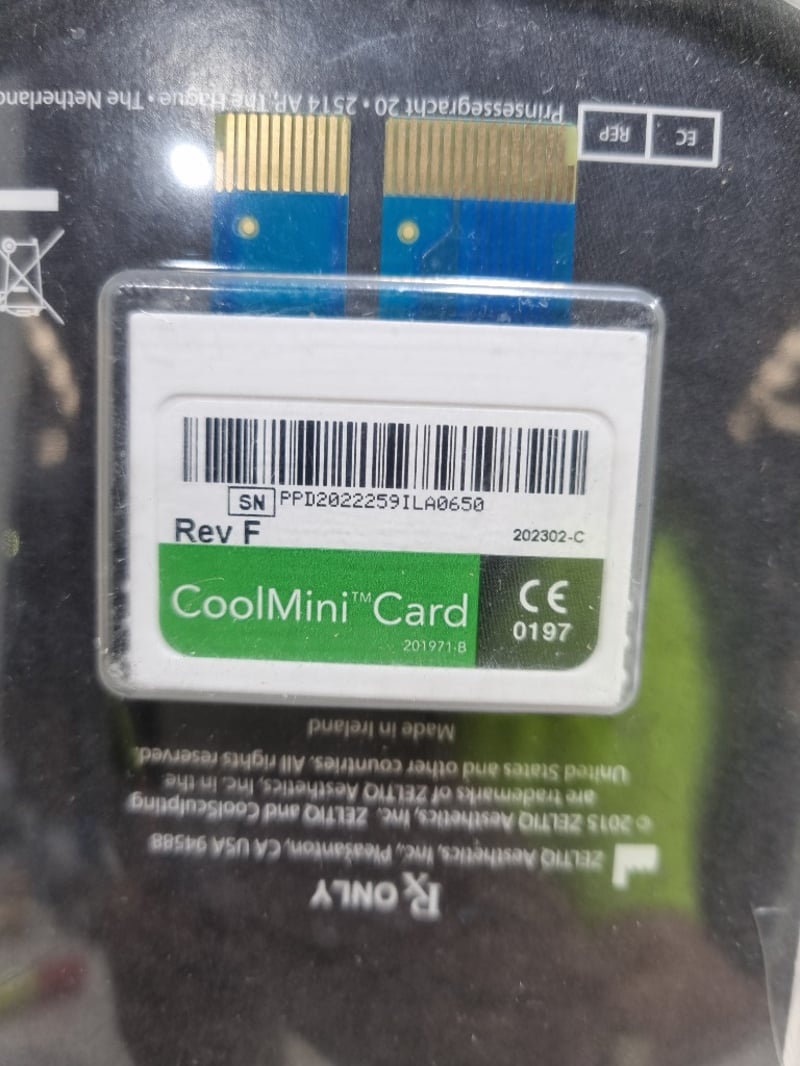 PPD2022259ILA0650
SN
Rev F
202302-C
CoolMini™Card
201971-B
CE
0197
EC REP
Prinsessegracht 20 • 2514 AP, The Hague • The Netherland
Rx ONLY
ZELTIQ Aesthetics, Inc., Pleasanton, CA USA 94588
© 2015 ZELTIQ Aesthetics, Inc. ZELTIQ and CoolSculpting
are trademarks of ZELTIQ Aesthetics, Inc. in the
United States and other countries. All rights reserved.
Made in Ireland